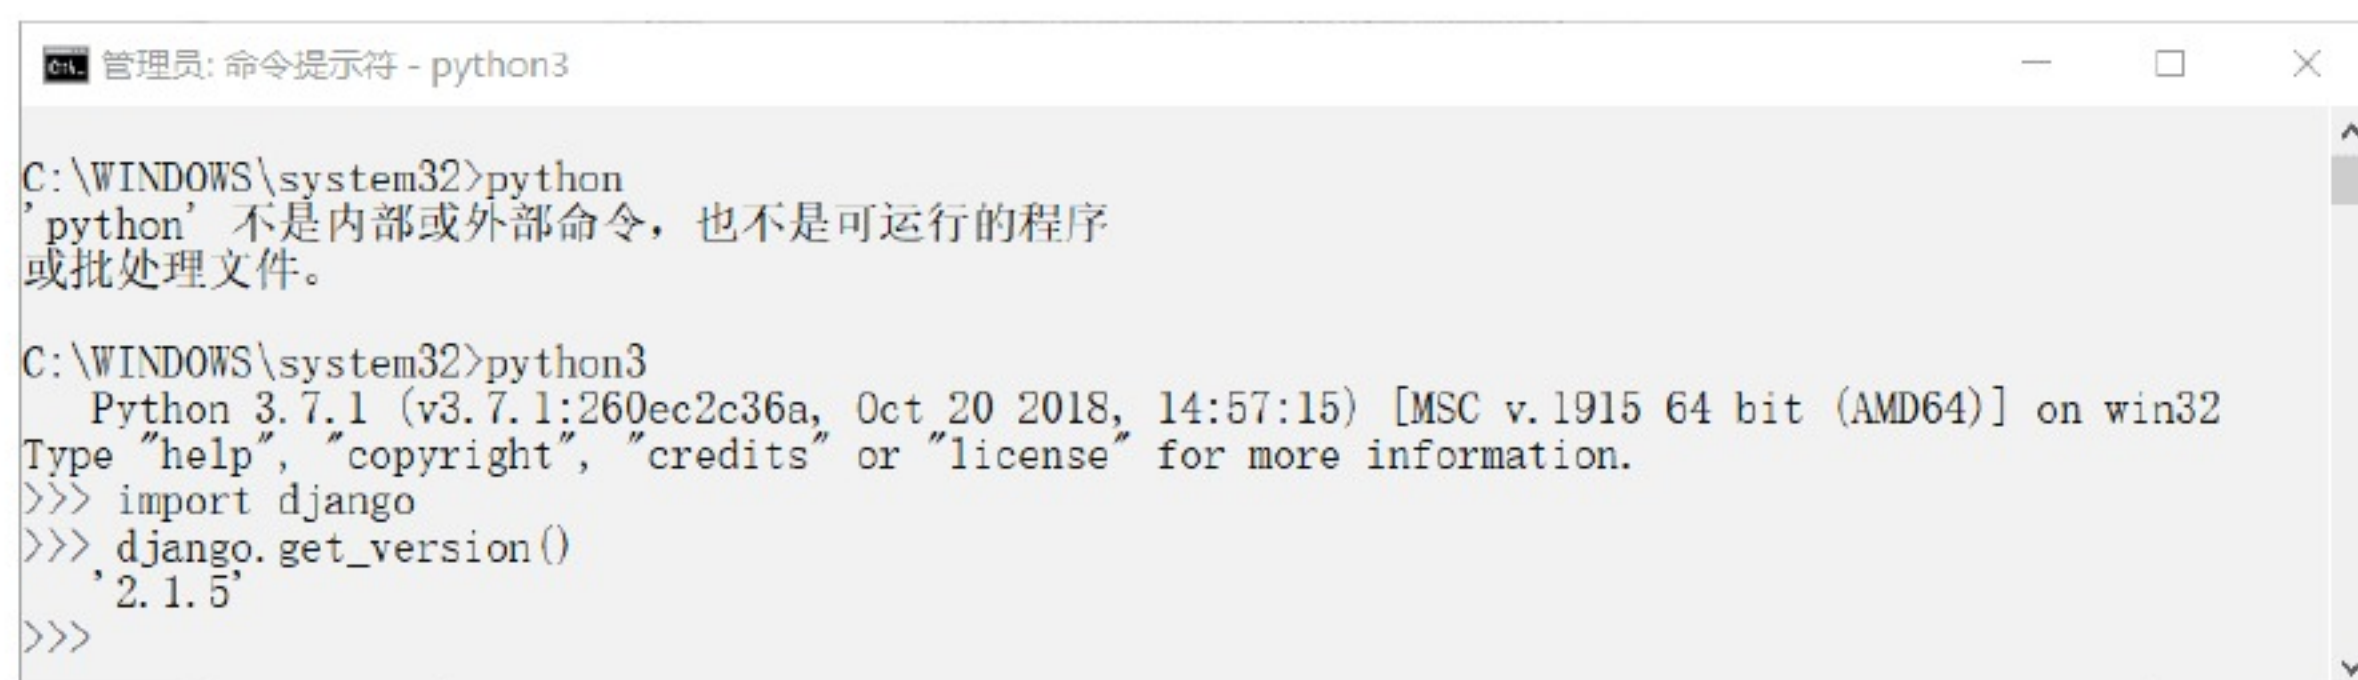 管理员: 命令提示符 - python3
C:\WINDOWS\system32>python
'python' 不是内部或外部命令，也不是可运行的程序
或批处理文件。
C:\WINDOWS\system32>python3
Python 3.7.1 (v3.7.1:260ec2c36a, Oct 20 2018, 14:57:15) [MSC v.1915 64 bit (AMD64)] on win32
Type "help", "copyright", "credits" or "license" for more information.
>>> import django
>>> django.get_version()
'2.1.5'
>>>